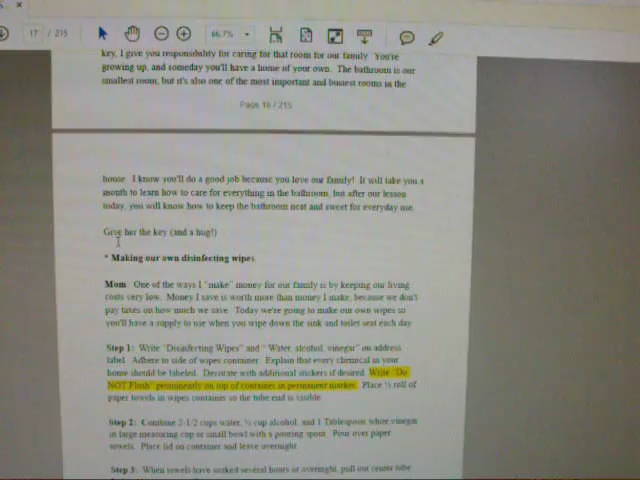 17 / 215
66.7%
key, I give you responsibility for caring for that room for our family. You're
growing up, and someday you'll have a home of your own. The bathroom is our
smallest room, but it's also one of the most important and busiest rooms in the
Page 16 / 215
house. I know you'll do a good job because you love our family! It will take you a
month to learn how to care for everything in the bathroom, but after our lesson
today, you will know how to keep the bathroom neat and sweet for everyday use.
Give her the key (and a hug!)
* Making our own disinfecting wipes
Mom: One of the ways I "make" money for our family is by keeping our living
costs very low. Money I save is worth more than money I make, because we don't
pay taxes on how much we save. Today we're going to make our own wipes so
you'll have a supply to use when you wipe down the sink and toilet seat each day.
Step 1: Write "Disinfecting Wipes" and "Water, alcohol, vinegar" on address
label. Adhere to side of wipes container. Explain that every chemical in your
home should be labeled. Decorate with additional stickers if desired. Write "Do
NOT Flush" prominently on top of container in permanent marker. Place ½ roll of
paper towels in wipes container so the tube end is visible.
Step 2: Combine 2-1/2 cups water, cup alcohol, and 1 Tablespoon white vinegar
in large measuring cup or small bowl with a pouring spout. Pour over paper
towels. Place lid on container and leave overnight.
Step 3: When towels have soaked several hours or overnight, pull out center tube